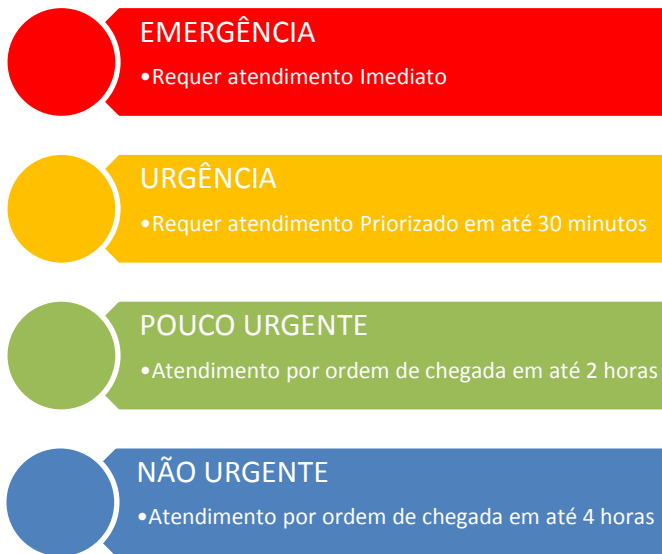 EMERGÊNCIA
•Requer atendimento Imediato
URGÊNCIA
•Requer atendimento Priorizado em até 30 minutos
POUCO URGENTE
•Atendimento por ordem de chegada em até 2 horas
NÃO URGENTE
•Atendimento por ordem de chegada em até 4 horas